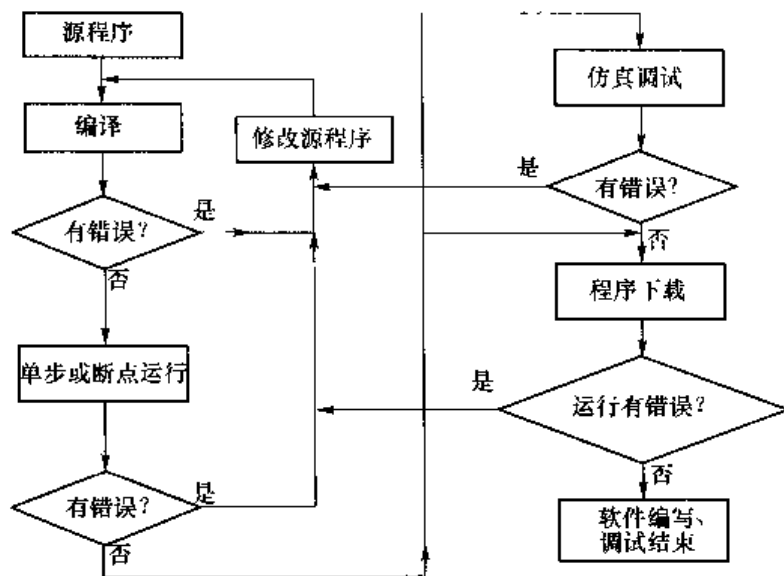 源程序
编译
有错误?
是
否
单步或断点运行
有错误?
是
否
修改源程序
仿真调试
有错误?
是
否
程序下载
运行有错误?
是
否
软件编写、
调试结束